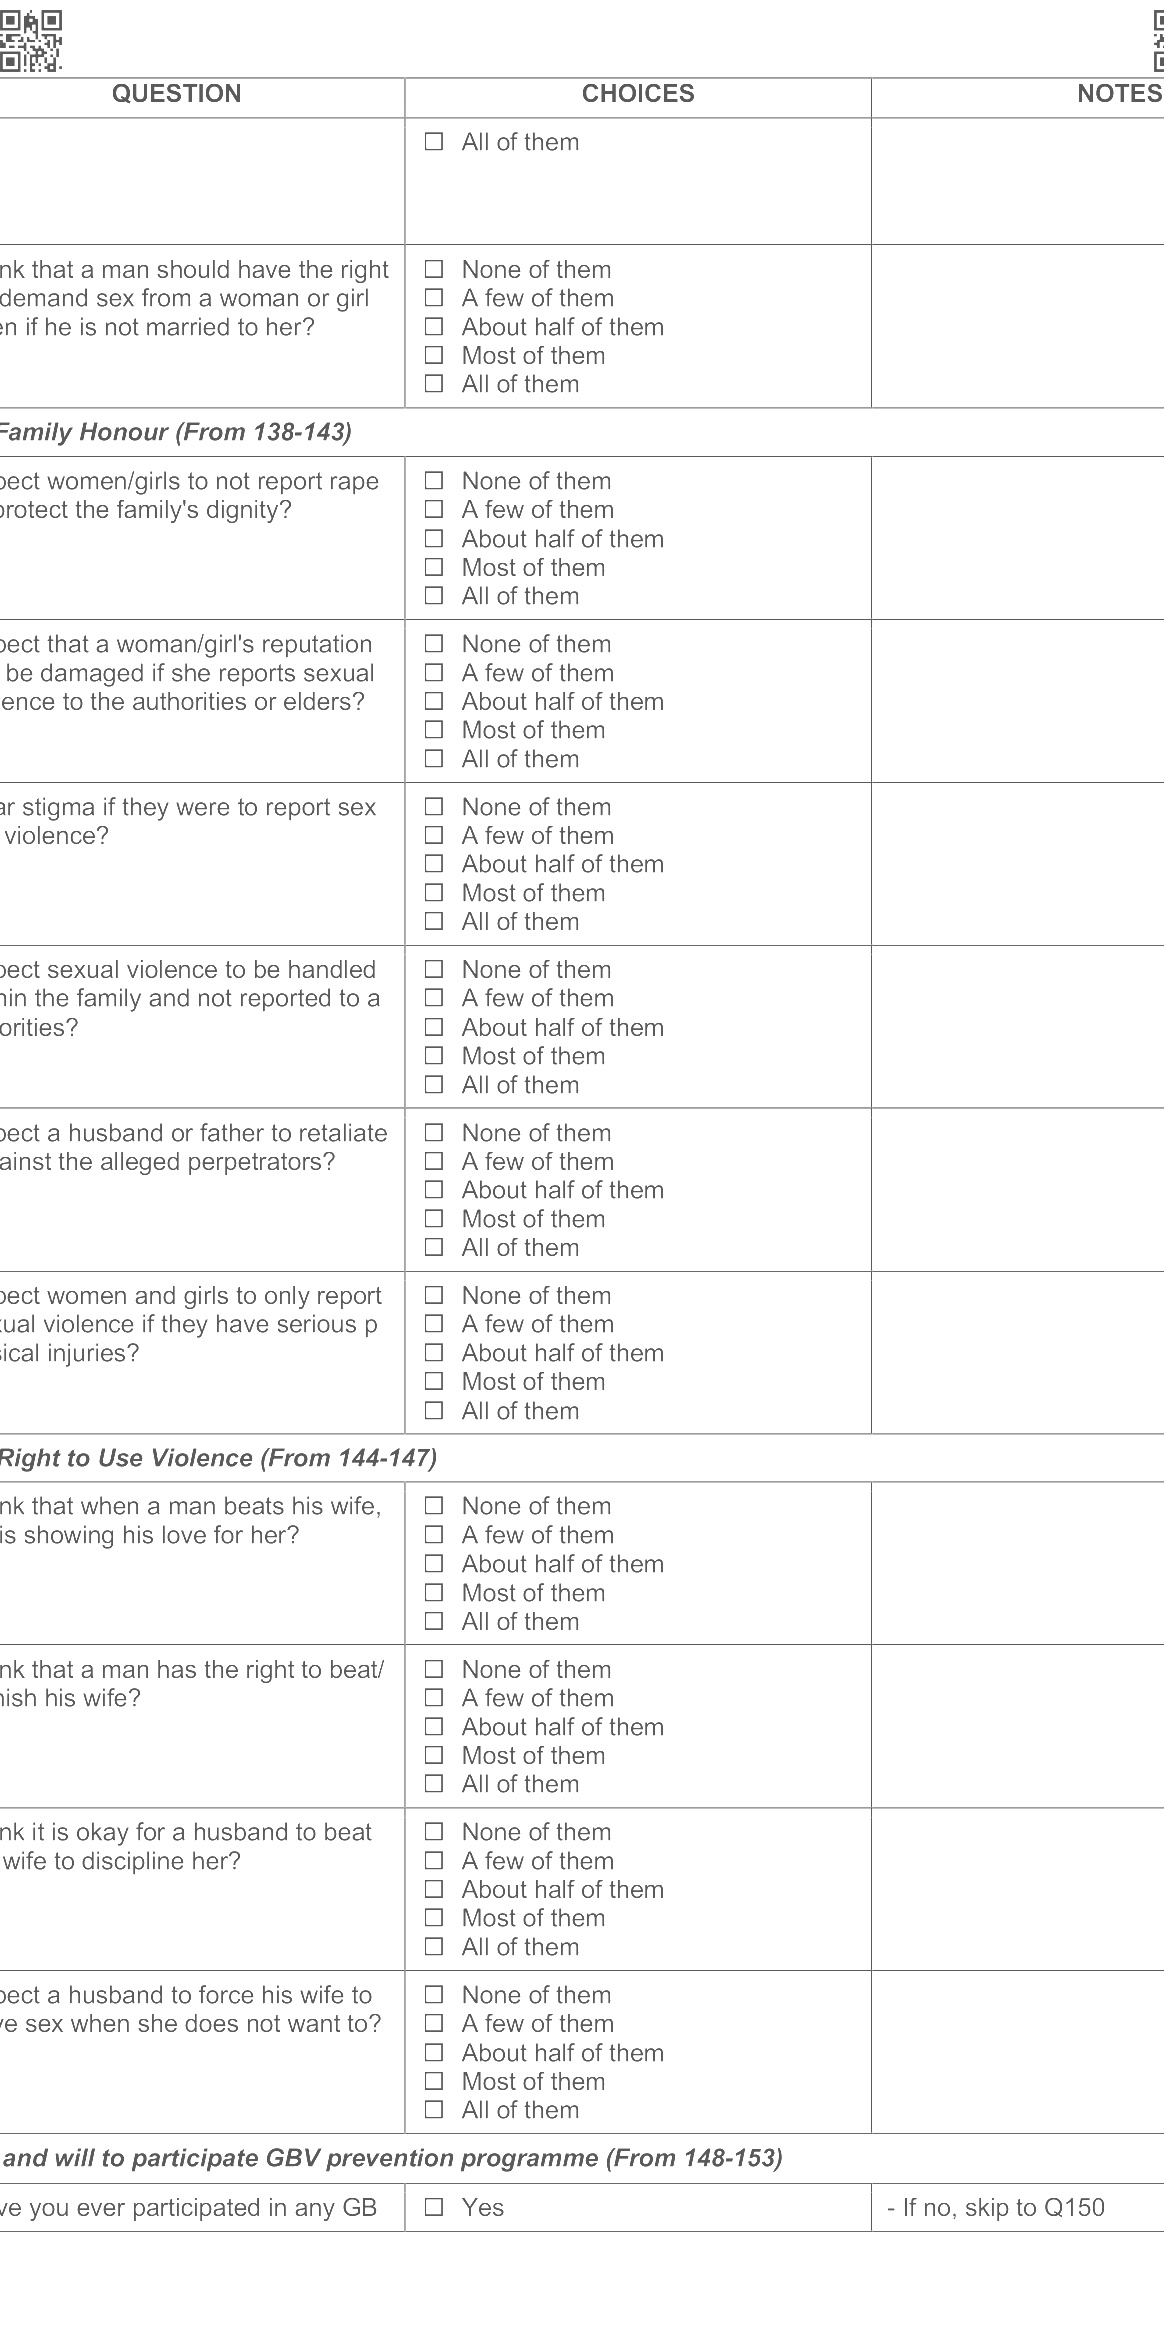 QUESTION CHOICES NOTES
☐ All of them
nk that a man should have the right
demand sex from a woman or girl
en if he is not married to her?
☐ None of them
☐ A few of them
☐ About half of them
☐ Most of them
☐ All of them
Family Honour (From 138-143)
pect women/girls to not report rape
protect the family's dignity?
☐ None of them
☐ A few of them
☐ About half of them
☐ Most of them
☐ All of them
pect that a woman/girl's reputation
be damaged if she reports sexual
ence to the authorities or elders?
☐ None of them
☐ A few of them
☐ About half of them
☐ Most of them
☐ All of them
ar stigma if they were to report sex
violence?
☐ None of them
☐ A few of them
☐ About half of them
☐ Most of them
☐ All of them
pect sexual violence to be handled
hin the family and not reported to a
orities?
☐ None of them
☐ A few of them
☐ About half of them
☐ Most of them
☐ All of them
pect a husband or father to retaliate
ainst the alleged perpetrators?
☐ None of them
☐ A few of them
☐ About half of them
☐ Most of them
☐ All of them
pect women and girls to only report
xual violence if they have serious p
sical injuries?
☐ None of them
☐ A few of them
☐ About half of them
☐ Most of them
☐ All of them
Right to Use Violence (From 144-147)
nk that when a man beats his wife,
is showing his love for her?
☐ None of them
☐ A few of them
☐ About half of them
☐ Most of them
☐ All of them
nk that a man has the right to beat/
nish his wife?
☐ None of them
☐ A few of them
☐ About half of them
☐ Most of them
☐ All of them
nk it is okay for a husband to beat
wife to discipline her?
☐ None of them
☐ A few of them
☐ About half of them
☐ Most of them
☐ All of them
pect a husband to force his wife to
ve sex when she does not want to?
☐ None of them
☐ A few of them
☐ About half of them
☐ Most of them
☐ All of them
and will to participate GBV prevention programme (From 148-153)
ve you ever participated in any GB
☐ Yes
- If no, skip to Q150